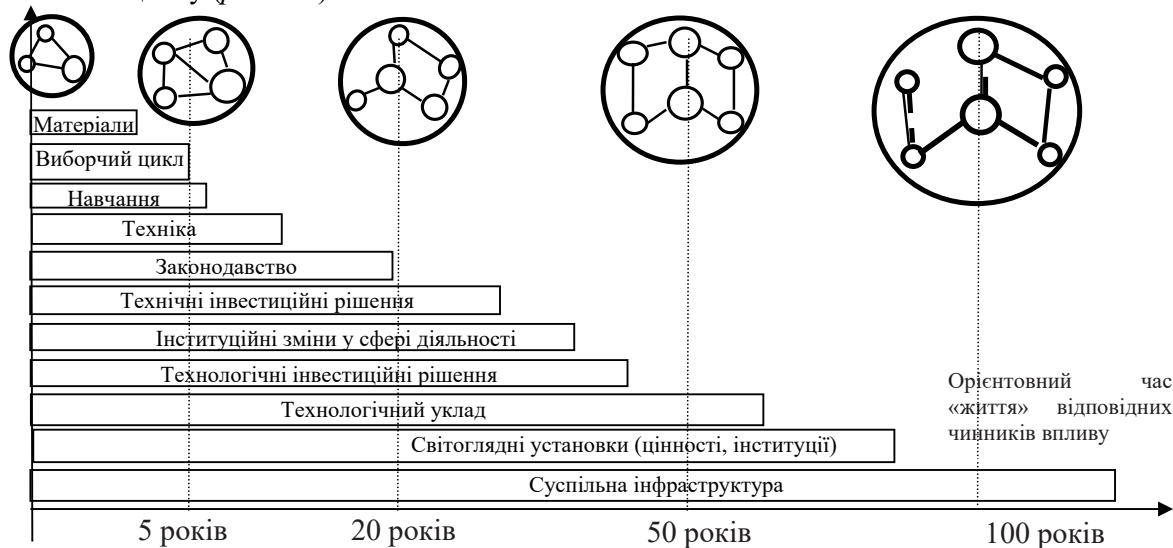 Матеріали
Виборчий цикл
Навчання
Техніка
Законодавство
Технічні інвестиційні рішення
Інституційні зміни у сфері діяльності
Технологічні інвестиційні рішення
Технологічний уклад
Світоглядні установки (цінності, інституції)
Суспільна інфраструктура
Орієнтовний час
«життя» відповідних
чинників впливу
5 років
20 років
50 років
100 років